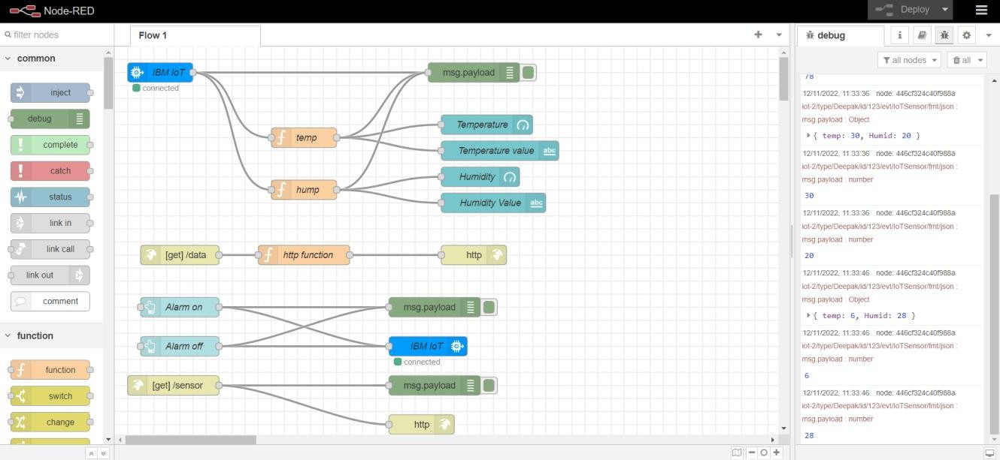 Node-RED
Deploy
filter nodes
common
inject
debug
complete
catch
status
link in
link call
link out
comment
function
function
switch
change
Flow 1
IBM IoT
connected
msg.payload
temp
Temperature
Temperature value
abc
hump
Humidity
Humidity Value
abc
[get] /data
http function
http
Alarm on
msg.payload
Alarm off
IBM IoT
connected
[get] /sensor
msg.payload
http
debug
i
all nodes
all
78
12/11/2022, 11:33:36 node: 446cf324c40f988a
iot-2/type/Deepak/id/123/evt/IoTSensor/fmt/json :
msg.payload : Object
{ temp: 30, Humid: 20 }
12/11/2022, 11:33:36 node: 446cf324c40f988a
iot-2/type/Deepak/id/123/evt/IoTSensor/fmt/json :
msg.payload : number
30
12/11/2022, 11:33:36 node: 446cf324c40f988a
iot-2/type/Deepak/id/123/evt/IoTSensor/fmt/json :
msg.payload : number
20
12/11/2022, 11:33:46 node: 446cf324c40f988a
iot-2/type/Deepak/id/123/evt/IoTSensor/fmt/json :
msg.payload : Object
{ temp: 6, Humid: 28 }
12/11/2022, 11:33:46 node: 446cf324c40f988a
iot-2/type/Deepak/id/123/evt/IoTSensor/fmt/json :
msg.payload : number
6
12/11/2022, 11:33:46 node: 446cf324c40f988a
iot-2/type/Deepak/id/123/evt/IoTSensor/fmt/json :
msg.payload : number
28